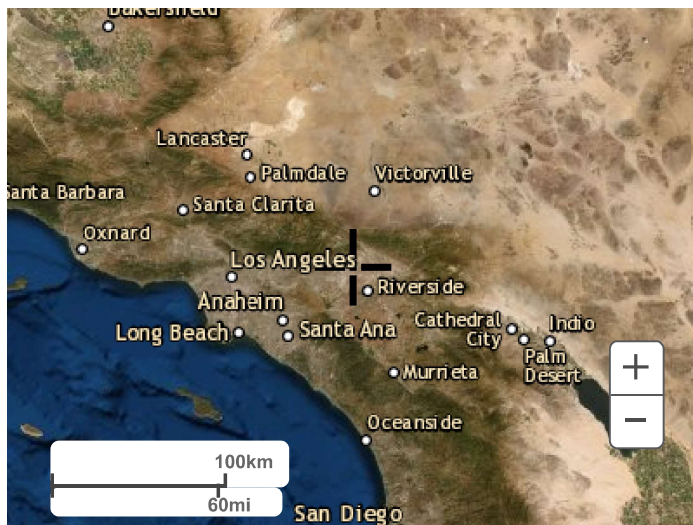 Bakersfield
Lancaster
Palmdale
Victorville
Santa Barbara
Santa Clarita
Oxnard
Los Angeles
Riverside
Anaheim
Long Beach
Santa Ana
Cathedral
City
Indio
Palm
Desert
Murrieta
Oceanside
San Diego
+
−
100km
60mi